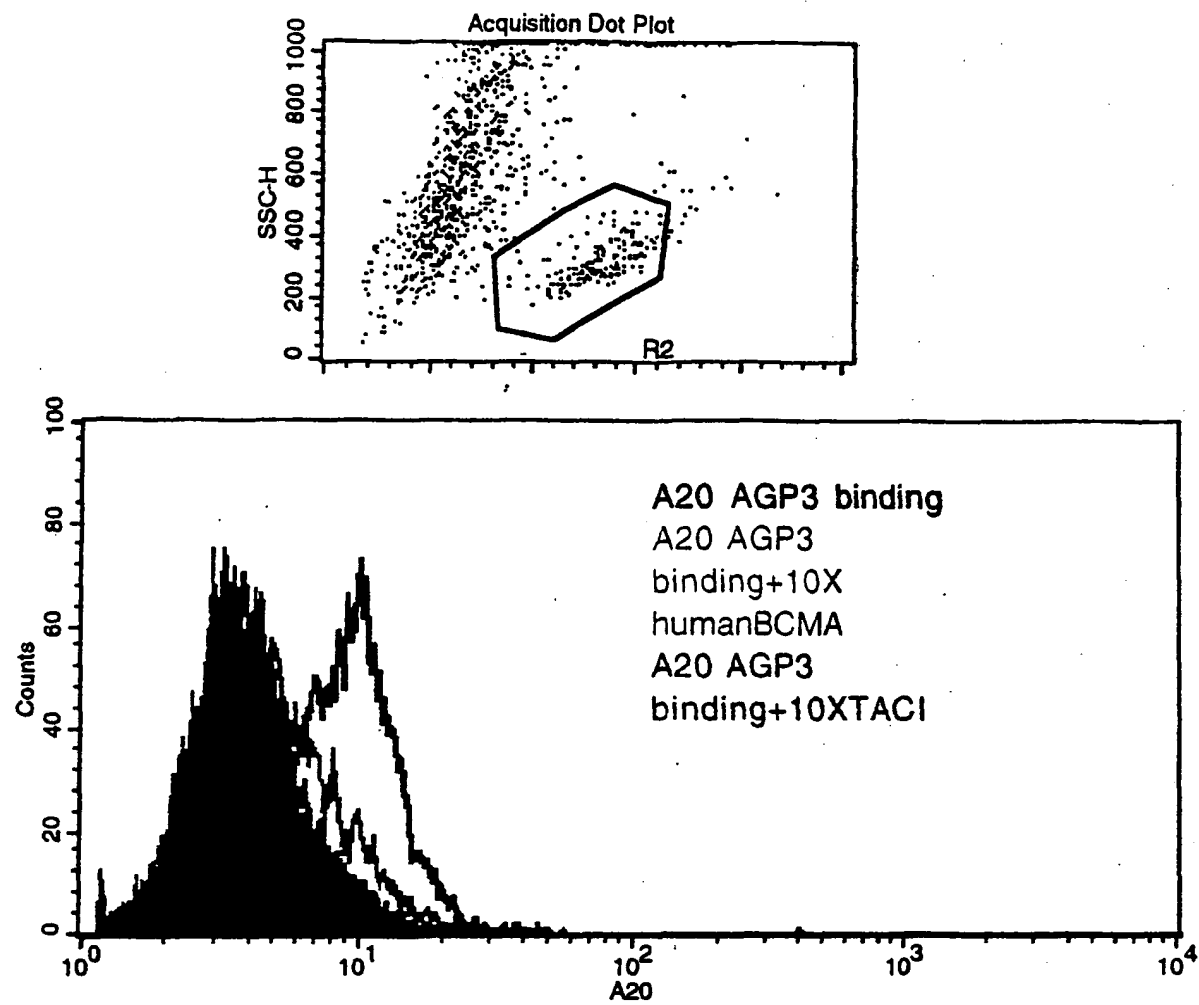 Acquisition Dot Plot
1000
800
600
400
200
0
SSC-H
R2
100
80
60
40
20
0
Counts
A20 AGP3 binding
A20 AGP3
binding+10X
humanBCMA
A20 AGP3
binding+10XTACI
10^0 10^1 10^2 10^3 10^4
A20